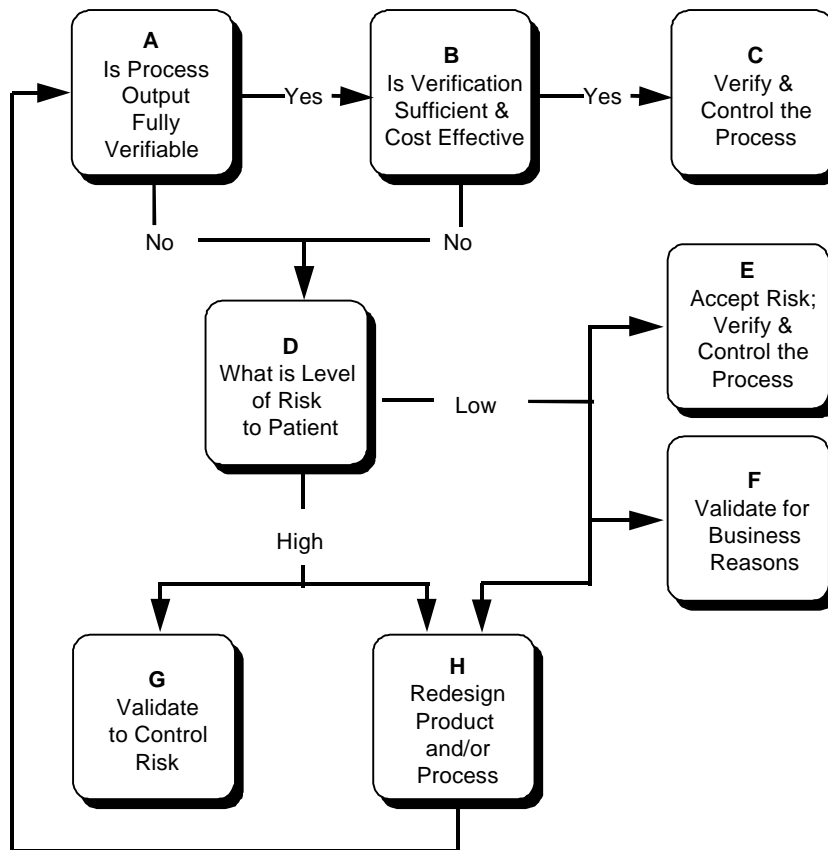 A
Is Process
Output
Fully
Verifiable
Yes
B
Is Verification
Sufficient &
Cost Effective
Yes
C
Verify &
Control the
Process
No
No
D
What is Level
of Risk
to Patient
Low
E
Accept Risk;
Verify &
Control the
Process
F
Validate for
Business
Reasons
High
G
Validate
to Control
Risk
H
Redesign
Product
and/or
Process